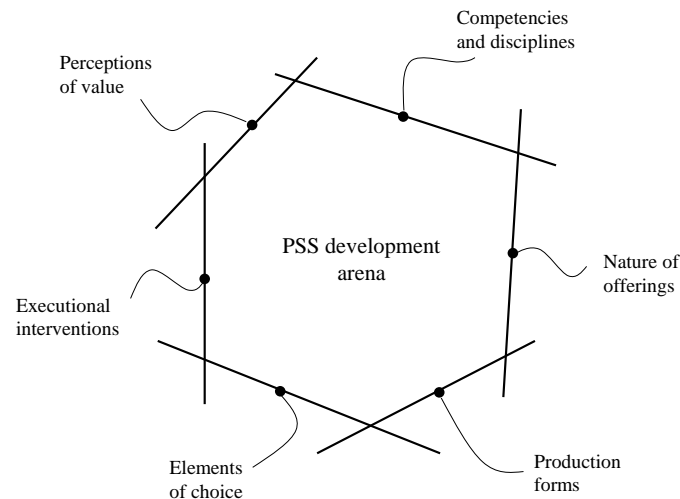 Competencies
and disciplines
Perceptions
of value
PSS development
arena
Nature of
offerings
Executional
interventions
Elements
of choice
Production
forms